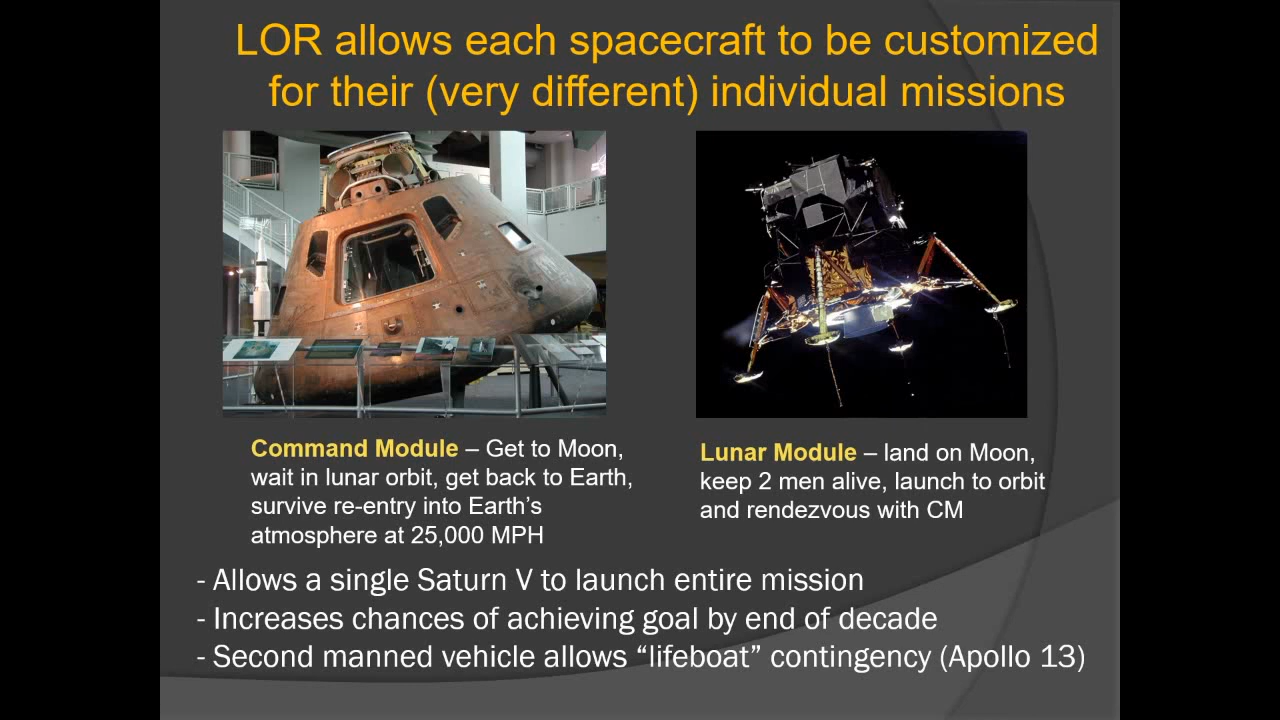 LOR allows each spacecraft to be customized
for their (very different) individual missions
Command Module – Get to Moon,
wait in lunar orbit, get back to Earth,
survive re-entry into Earth’s
atmosphere at 25,000 MPH
Lunar Module – land on Moon,
keep 2 men alive, launch to orbit
and rendezvous with CM
- Allows a single Saturn V to launch entire mission
- Increases chances of achieving goal by end of decade
- Second manned vehicle allows “lifeboat” contingency (Apollo 13)